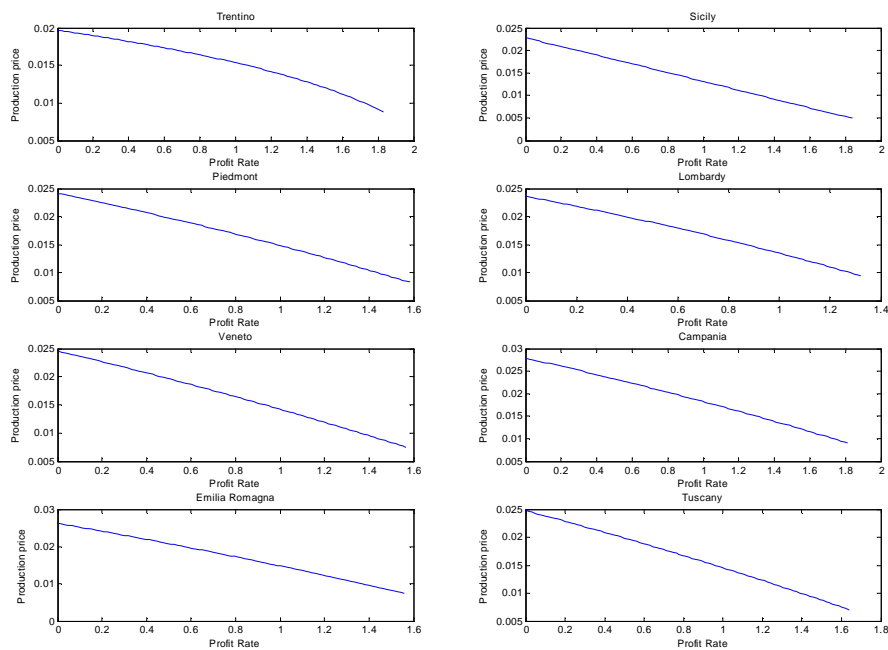 Trentino
0.02
0.015
0.01
0.005
Production price
0 0.2 0.4 0.6 0.8 1 1.2 1.4 1.6 1.8 2
Profit Rate
Sicily
0.025
0.02
0.015
0.01
0.005
0
Production price
0 0.2 0.4 0.6 0.8 1 1.2 1.4 1.6 1.8 2
Profit Rate
Piedmont
0.025
0.02
0.015
0.01
0.005
Production price
0 0.2 0.4 0.6 0.8 1 1.2 1.4 1.6
Profit Rate
Lombardy
0.025
0.02
0.015
0.01
0.005
Production price
0 0.2 0.4 0.6 0.8 1 1.2 1.4
Profit Rate
Veneto
0.025
0.02
0.015
0.01
0.005
Production price
0 0.2 0.4 0.6 0.8 1 1.2 1.4 1.6
Profit Rate
Campania
0.03
0.025
0.02
0.015
0.01
0.005
Production price
0 0.2 0.4 0.6 0.8 1 1.2 1.4 1.6 1.8 2
Profit Rate
Emilia Romagna
0.03
0.02
0.01
0
Production price
0 0.2 0.4 0.6 0.8 1 1.2 1.4 1.6
Profit Rate
Tuscany
0.025
0.02
0.015
0.01
0.005
Production price
0 0.2 0.4 0.6 0.8 1 1.2 1.4 1.6 1.8
Profit Rate